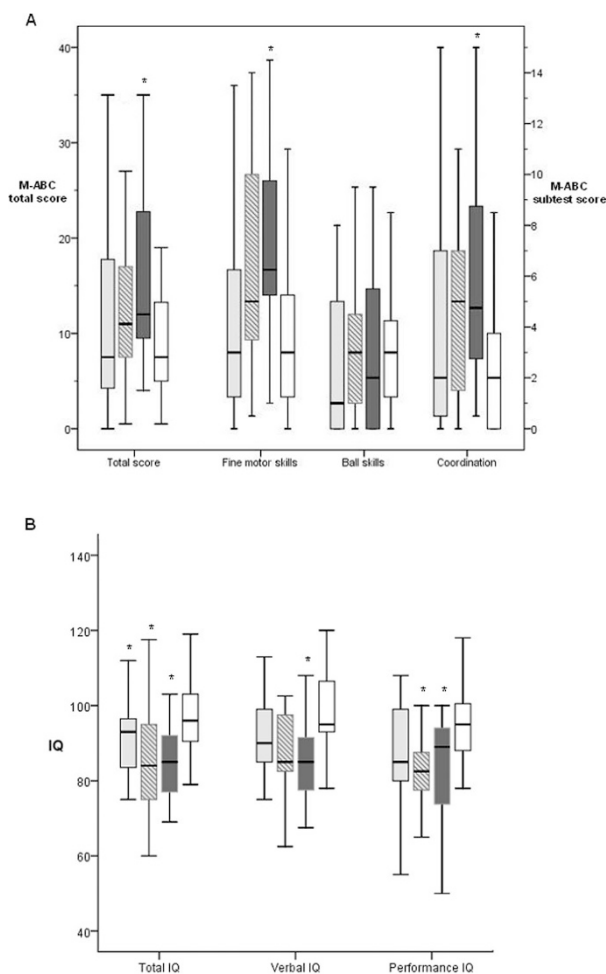 A
40
30
20
10
0
M-ABC
total score
*
*
*
14
12
10
8
6
4
2
0
M-ABC
subtest score
Total score
Fine motor skills
Ball skills
Coordination
B
140
120
100
80
60
40
IQ
*
*
*
*
*
*
Total IQ
Verbal IQ
Performance IQ